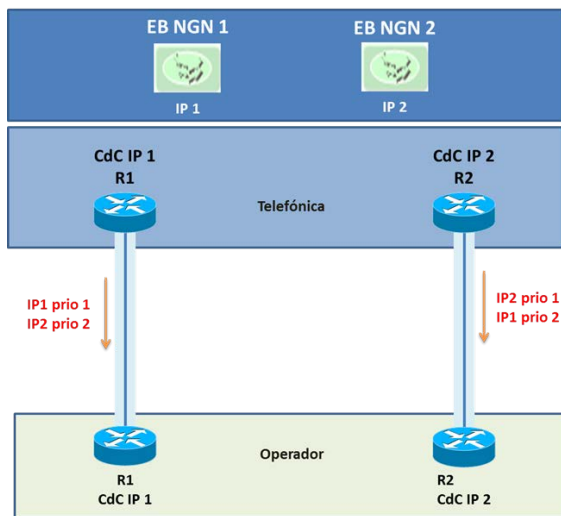 EB NGN 1
EB NGN 2
IP 1
IP 2
CdC IP 1
R1
CdC IP 2
R2
Telefónica
IP1 prio 1
IP2 prio 2
IP2 prio 1
IP1 prio 2
Operador
R1
CdC IP 1
R2
CdC IP 2